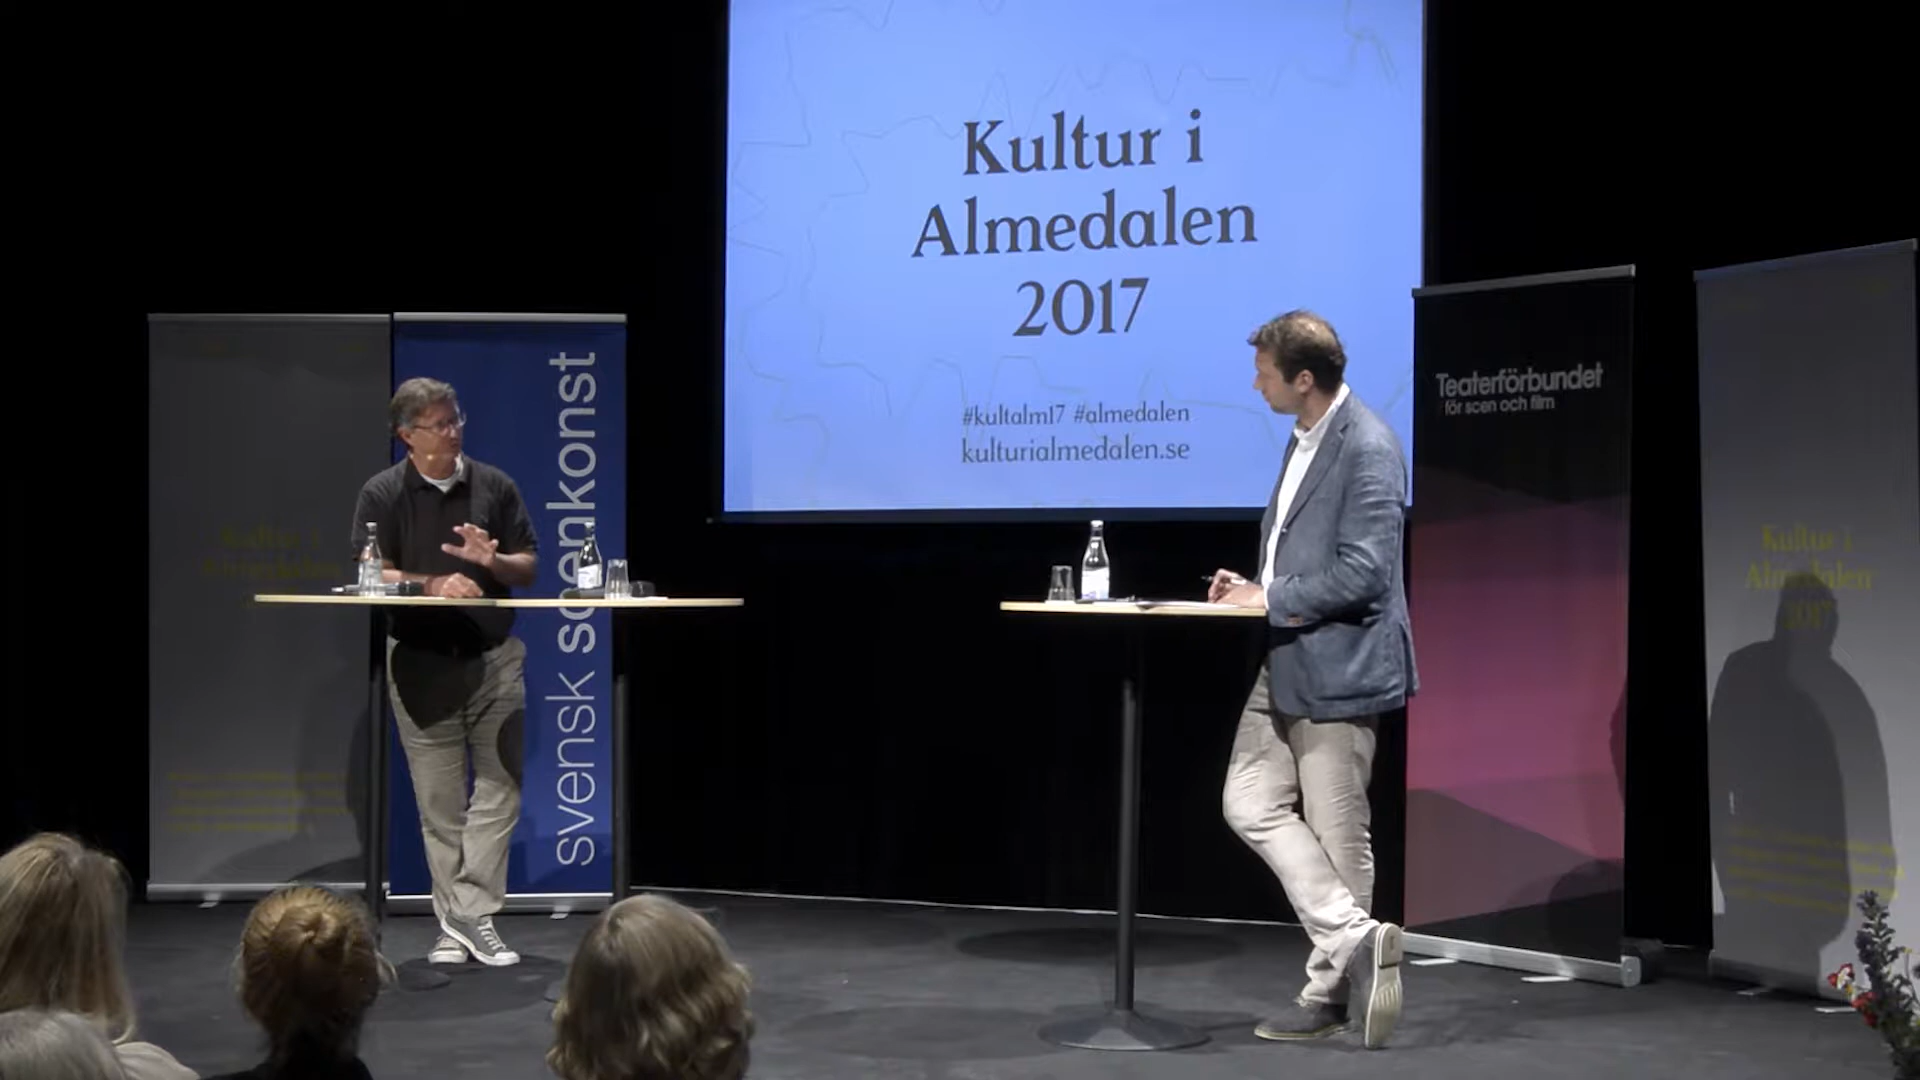 Kultur i
Almedalen
2017
#kultalm17 #almedalen
kulturialmedalen.se
svensk scenkonst
Teaterförbundet
för scen och film
Kultur i
Almedalen
2017